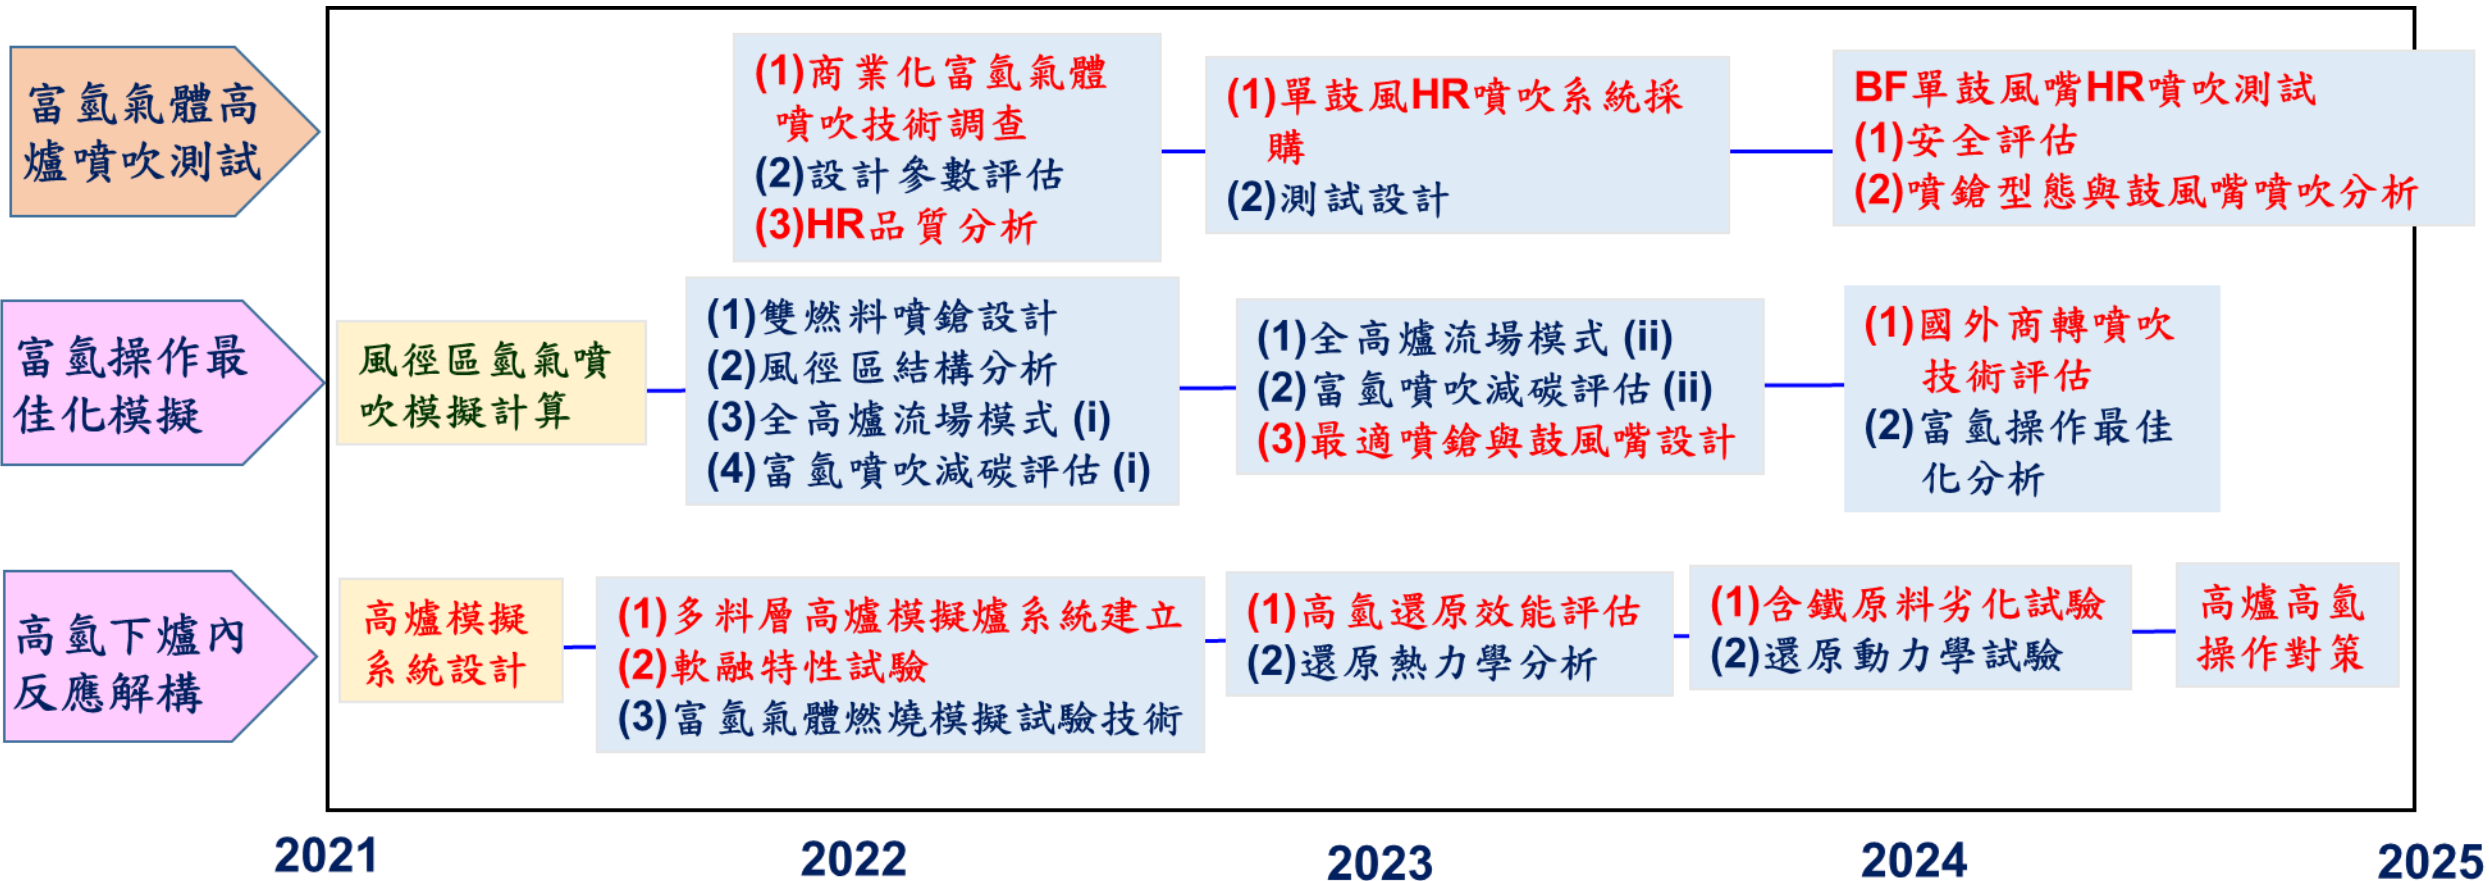 富氫氣體高
爐噴吹測試
(1)商業化富氫氣體
噴吹技術調查
(2)設計參數評估
(3)HR品質分析
(1)單鼓風HR噴吹系統採
購
(2)測試設計
BF單鼓風嘴HR噴吹測試
(1)安全評估
(2)噴鎗型態與鼓風嘴噴吹分析
富氫操作最
佳化模擬
風徑區氫氣噴
吹模擬計算
(1)雙燃料噴鎗設計
(2)風徑區結構分析
(3)全高爐流場模式 (i)
(4)富氫噴吹減碳評估 (i)
(1)全高爐流場模式 (ii)
(2)富氫噴吹減碳評估 (ii)
(3)最適噴鎗與鼓風嘴設計
(1)國外商轉噴吹
技術評估
(2)富氫操作最佳
化分析
高氫下爐內
反應解構
高爐模擬
系統設計
(1)多料層高爐模擬爐系統建立
(2)軟融特性試驗
(3)富氫氣體燃燒模擬試驗技術
(1)高氫還原效能評估
(2)還原熱力學分析
(1)含鐵原料劣化試驗
(2)還原動力學試驗
高爐高氫
操作對策
2021
2022
2023
2024
2025